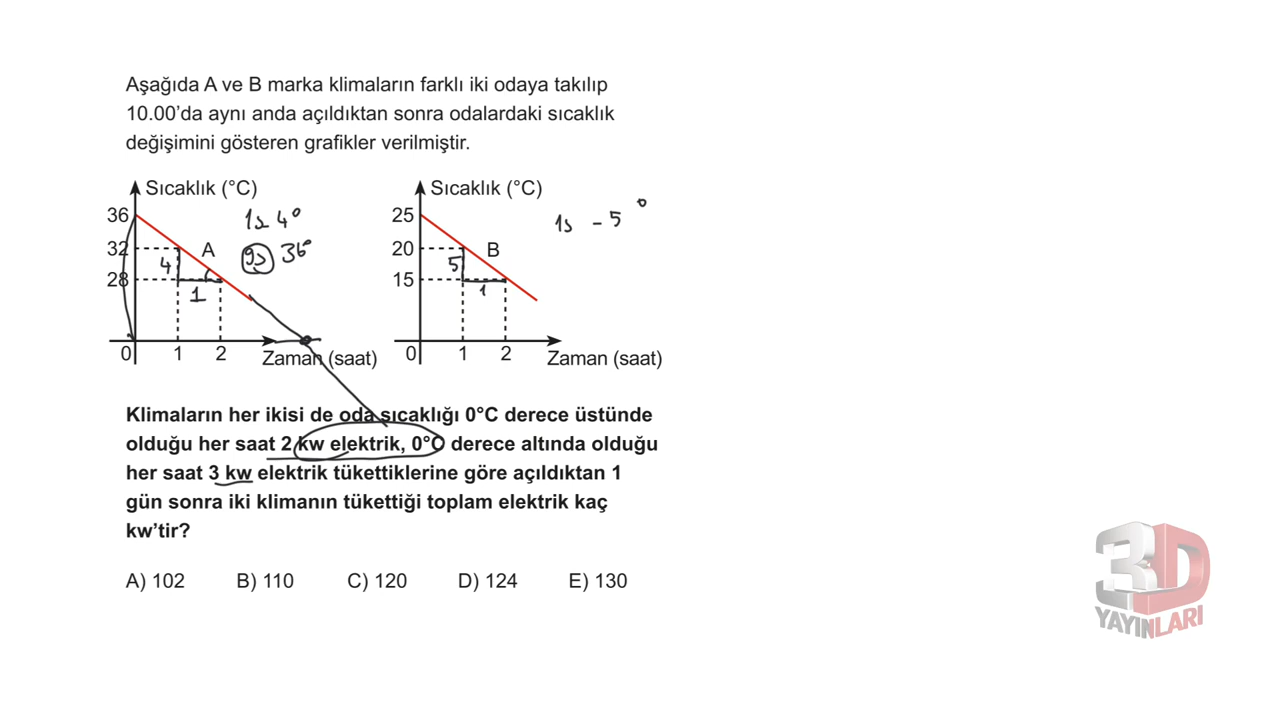 Aşağıda A ve B marka klimaların farklı iki odaya takılıp
10.00'da aynı anda açıldıktan sonra odalardaki sıcaklık
değişimini gösteren grafikler verilmiştir.
Sıcaklık (°C)
36
32
28
A
4
1
1s 4°
9s 36°
0 1 2 Zaman (saat)
Sıcaklık (°C)
25
20
15
B
5
1
1s - 5°
0 1 2 Zaman (saat)
Klimaların her ikisi de oda sıcaklığı 0°C derece üstünde
olduğu her saat 2 kw elektrik, 0°C derece altında olduğu
her saat 3 kw elektrik tükettiklerine göre açıldıktan 1
gün sonra iki klimanın tükettiği toplam elektrik kaç
kw'tir?
A) 102 B) 110 C) 120 D) 124 E) 130
3D
YAYINLARI